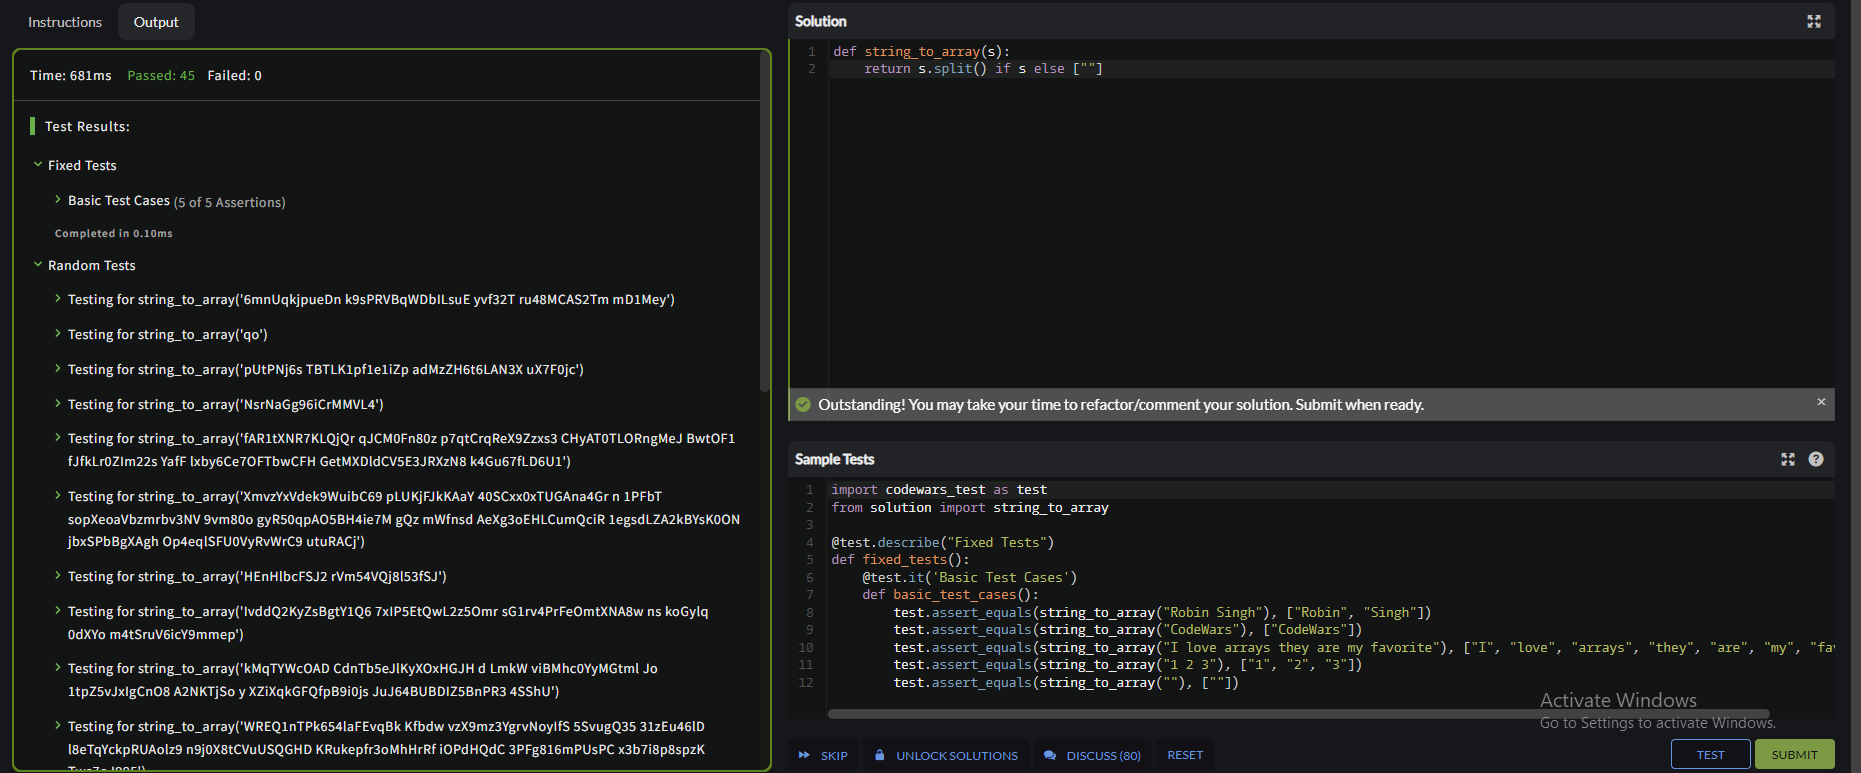 Instructions
Output
Time: 681ms Passed: 45 Failed: 0
Test Results:
Fixed Tests
Basic Test Cases (5 of 5 Assertions)
Completed in 0.10ms
Random Tests
Testing for string_to_array('6mnUqkjpueDn k9sPRVBqWDbILsuE yvf32T ru48MCAS2Tm mD1Mey')
Testing for string_to_array('qo')
Testing for string_to_array('pUtPNj6s TBTLK1pf1e1iZp adMzZH6t6LAN3X uX7F0jc')
Testing for string_to_array('NsrNaGg96iCrMMVL4')
Testing for string_to_array('fAR1tXNR7KLQjQr qJCM0Fn80z p7qtCrqReX9Zzxs3 CHyAT0TLORngMeJ BwtOF1
fJfkLr0ZIm22s YafF lxby6Ce7OFTbwCFH GetMXDldCV5E3JRXzN8 k4Gu67fLD6U1')
Testing for string_to_array('XmvzYxVdek9WuibC69 pLUKjFJkKAaY 40SCxx0xTUGAna4Gr n 1PFbT
sopXeoaVbzmrbv3NV 9vm80o gyR50qpAO5BH4ie7M gQz mWfnsd AeXg3oEHLCumQciR 1egsdLZA2kBYsK0ON
jbxSPbBgXAgh Op4eqlSFU0VyRvWrC9 utuRACj')
Testing for string_to_array('HEnHlbcFSJ2 rVm54VQj8l53fSJ')
Testing for string_to_array('IvddQ2KyZsBgtY1Q6 7xIP5EtQwL2z5Omr sG1rv4PrFeOmtXNA8w ns koGylq
0dXYo m4tSruV6icY9mmep')
Testing for string_to_array('kMqTYWcOAD CdnTb5eJlKyXOxHGJH d LmkW viBMhc0YyMGtml Jo
1tpZ5vJxIgCnO8 A2NKTjSo y XZiXqkGFQfpB9i0js JuJ64BUBDIZ5BnPR3 4SShU')
Testing for string_to_array('WREQ1nTPk654laFEvqBk Kfbdw vzX9mz3YgrvNoyIfS 5SvugQ35 31zEu46lD
l8eTqYckpRUAolz9 n9j0X8tCVuUSQGHD KRukepfr3oMhHrRf iOPdHQdC 3PFg816mPUsPC x3b7i8p8spzK
Solution
1 def string_to_array(s):
2 return s.split() if s else [""]
Outstanding! You may take your time to refactor/comment your solution. Submit when ready.
Sample Tests
1 import codewars_test as test
2 from solution import string_to_array
3
4 @test.describe("Fixed Tests")
5 def fixed_tests():
6 @test.it('Basic Test Cases')
7 def basic_test_cases():
8 test.assert_equals(string_to_array("Robin Singh"), ["Robin", "Singh"])
9 test.assert_equals(string_to_array("CodeWars"), ["CodeWars"])
10 test.assert_equals(string_to_array("I love arrays they are my favorite"), ["I", "love", "arrays", "they", "are", "my", "fa
11 test.assert_equals(string_to_array("1 2 3"), ["1", "2", "3"])
12 test.assert_equals(string_to_array(""), [""])
Activate Windows
Go to Settings to activate Windows.
SKIP
UNLOCK SOLUTIONS
DISCUSS (80)
RESET
TEST
SUBMIT